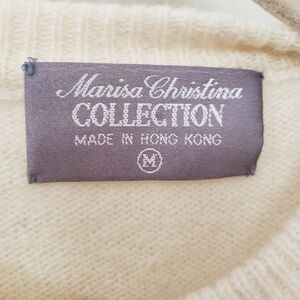 Marisa Christina
COLLECTION
MADE IN HONG KONG
M